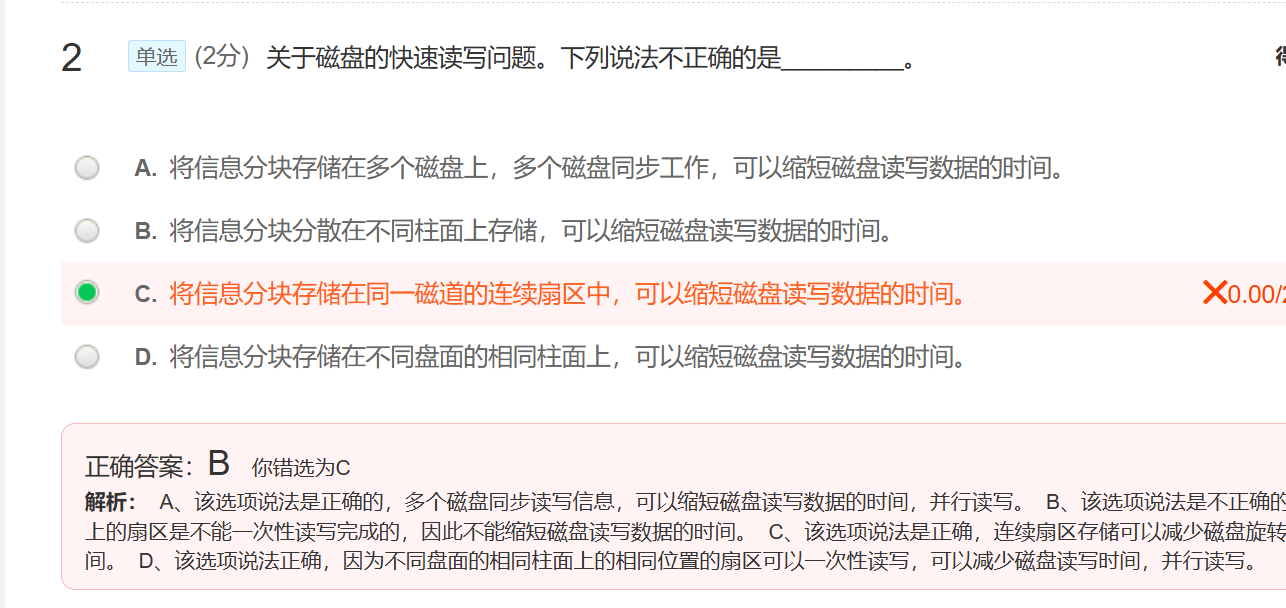 2 单选 (2分) 关于磁盘的快速读写问题。下列说法不正确的是__________。
A. 将信息分块存储在多个磁盘上，多个磁盘同步工作，可以缩短磁盘读写数据的时间。
B. 将信息分块分散在不同柱面上存储，可以缩短磁盘读写数据的时间。
C. 将信息分块存储在同一磁道的连续扇区中，可以缩短磁盘读写数据的时间。 0.00/2
D. 将信息分块存储在不同盘面的相同柱面上，可以缩短磁盘读写数据的时间。
正确答案：B 你错选为C
解析： A、该选项说法是正确的，多个磁盘同步读写信息，可以缩短磁盘读写数据的时间，并行读写。 B、该选项说法是不正确的
上的扇区是不能一次性读写完成的，因此不能缩短磁盘读写数据的时间。 C、该选项说法是正确，连续扇区存储可以减少磁盘旋转
间。 D、该选项说法正确，因为不同盘面的相同柱面上的相同位置的扇区可以一次性读写，可以减少磁盘读写时间，并行读写。